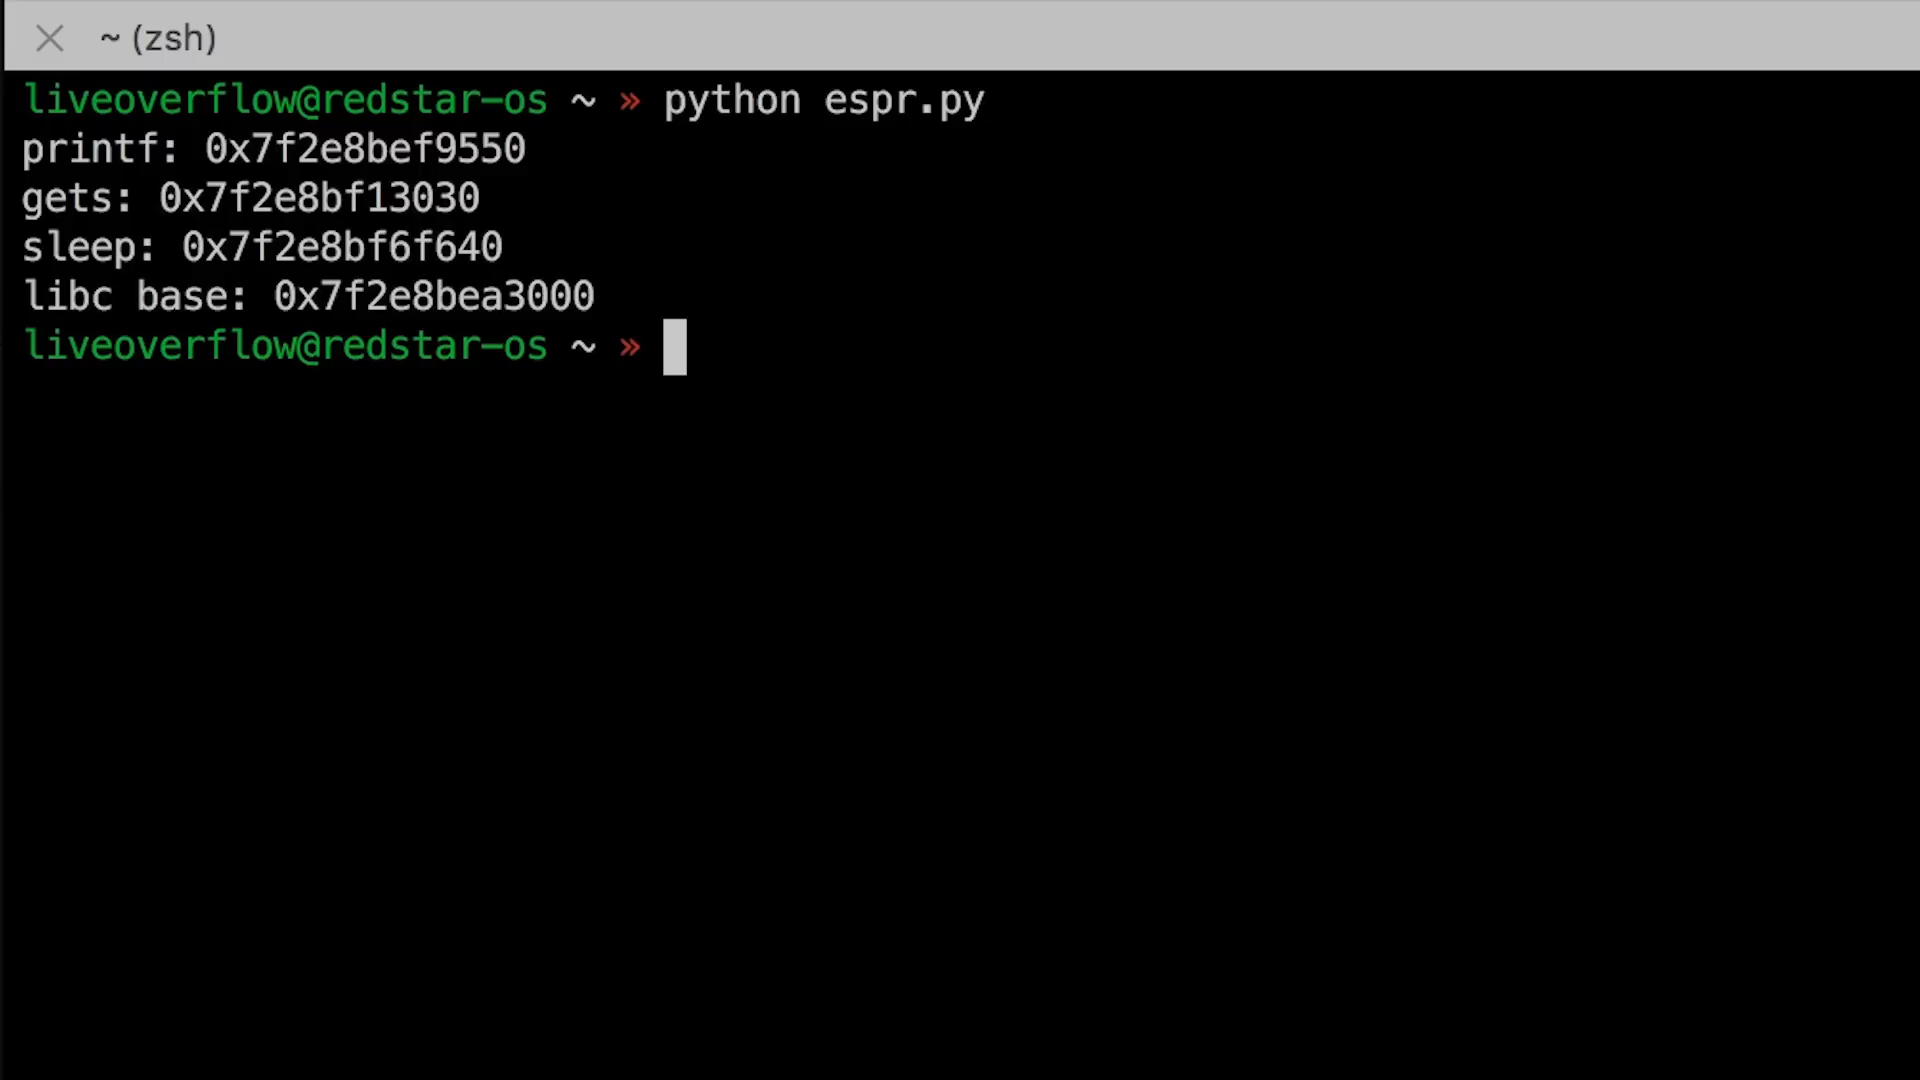 ~ (zsh)
liveoverflow@redstar-os ~ » python espr.py
printf: 0x7f2e8bef9550
gets: 0x7f2e8bf13030
sleep: 0x7f2e8bf6f640
libc base: 0x7f2e8bea3000
liveoverflow@redstar-os ~ »